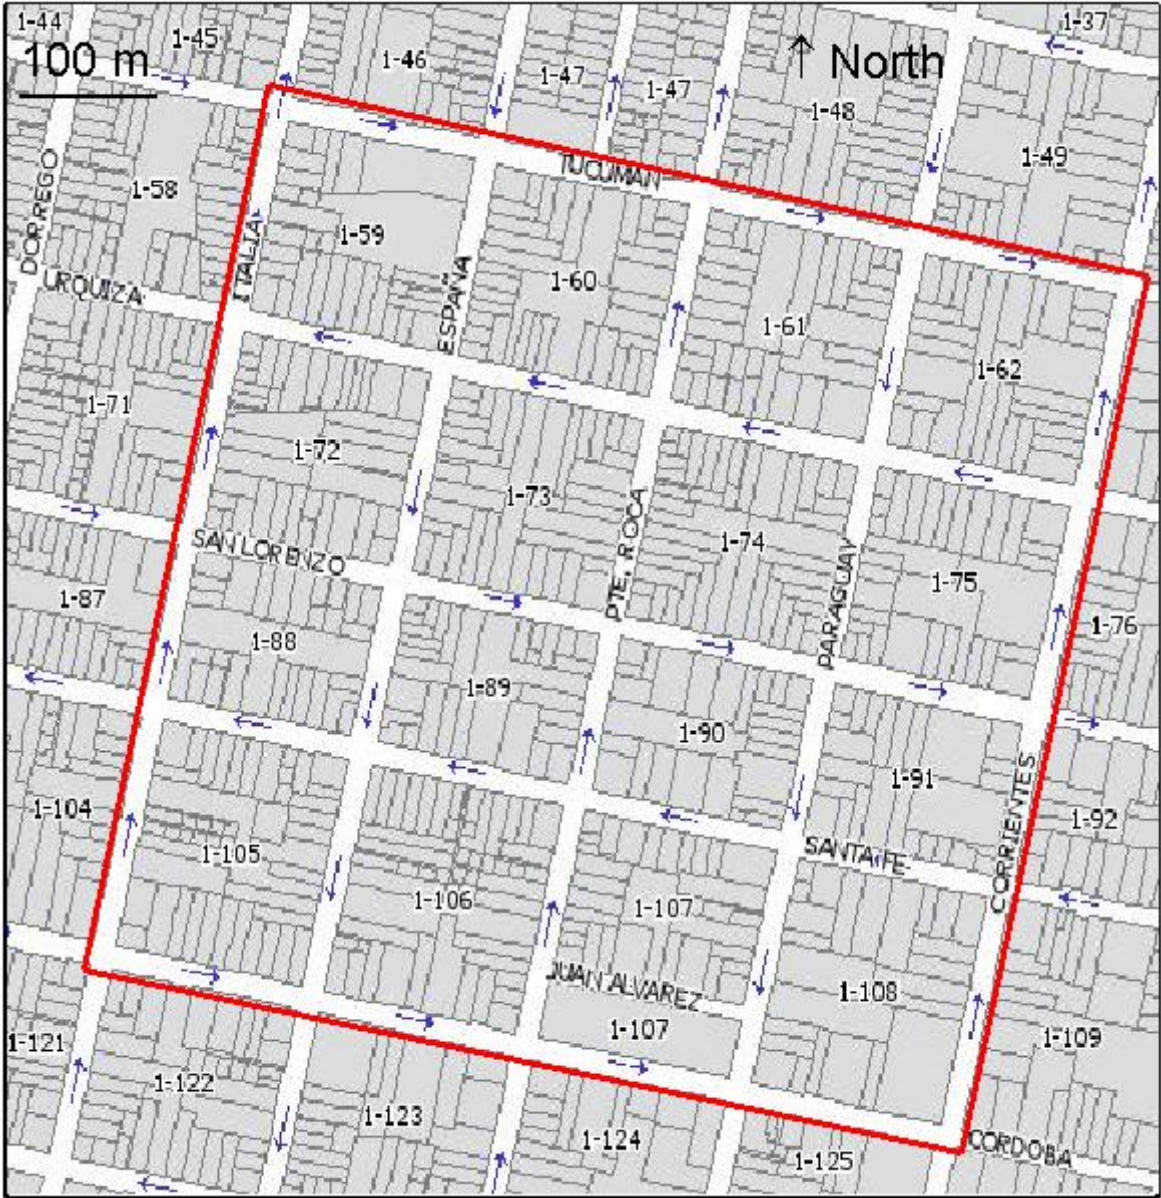 1-44
1-45
1-46
1-47
1-47
1-48
1-37
100 m
↑ North
1-49
1-58
DORREGO
TUCUMAN
1-59
ITALIA
ESPAÑA
1-60
1-61
1-62
URQUIZA
1-71
1-72
1-73
1-74
1-75
1-76
SAN LORENZO
PTE. ROCA
PARAGUAY
1-87
1-88
1-89
1-90
1-91
1-92
CORRIENTES
SANTA FE
1-104
1-105
1-106
1-107
JUAN ALVAREZ
1-107
1-108
1-109
1-121
1-122
1-123
1-124
1-125
CORDOBA